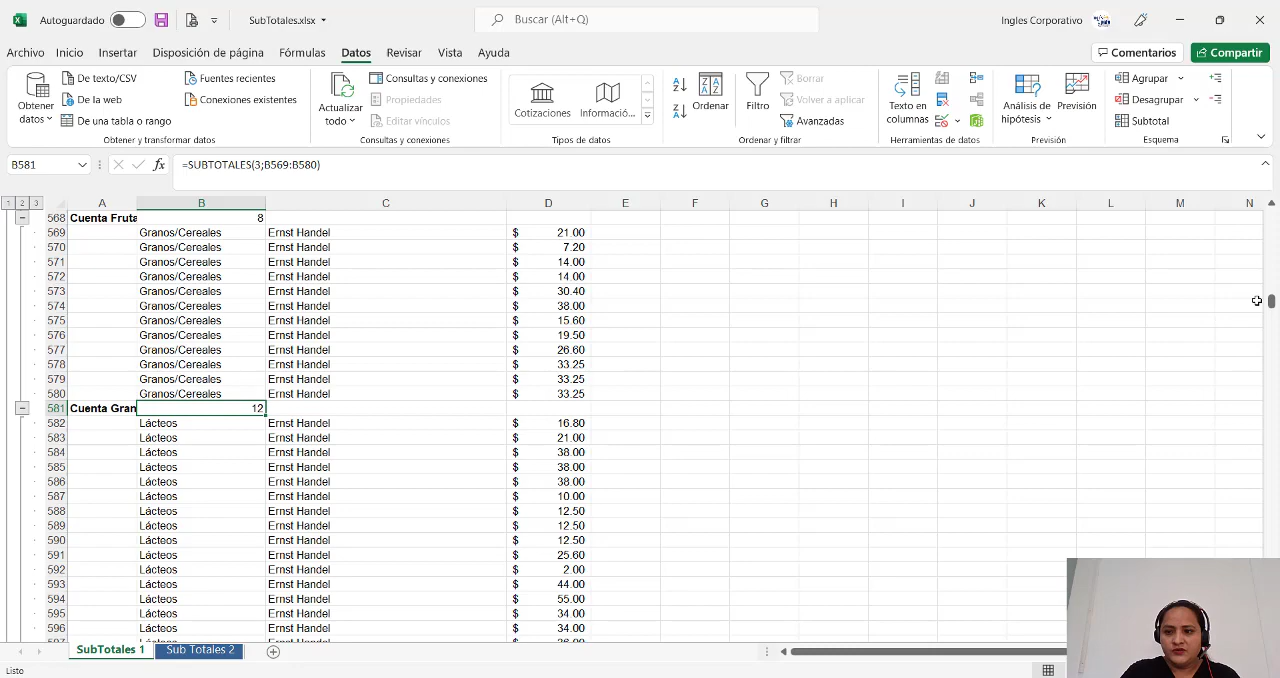 Autoguardado SubTotales.xlsx Buscar (Alt+Q) Ingles Corporativo
Archivo Inicio Insertar Disposición de página Fórmulas Datos Revisar Vista Ayuda Comentarios Compartir
Obtener datos De texto/CSV De la web De una tabla o rango Fuentes recientes Conexiones existentes
Actualizar todo Consultas y conexiones Propiedades Editar vínculos
Cotizaciones Informació...
Ordenar Filtro Borrar Volver a aplicar Avanzadas
Texto en columnas Análisis de hipótesis Previsión
Agrupar Desagrupar Subtotal
Obtener y transformar datos Consultas y conexiones Tipos de datos Ordenar y filtrar Herramientas de datos Previsión Esquema
B581 fx =SUBTOTALES(3;B569:B580)
1 2 3 A B C D E F G H I J K L M N
568 Cuenta Fruta 8
569 Granos/Cereales Ernst Handel $ 21.00
570 Granos/Cereales Ernst Handel $ 7.20
571 Granos/Cereales Ernst Handel $ 14.00
572 Granos/Cereales Ernst Handel $ 14.00
573 Granos/Cereales Ernst Handel $ 30.40
574 Granos/Cereales Ernst Handel $ 38.00
575 Granos/Cereales Ernst Handel $ 15.60
576 Granos/Cereales Ernst Handel $ 19.50
577 Granos/Cereales Ernst Handel $ 26.60
578 Granos/Cereales Ernst Handel $ 33.25
579 Granos/Cereales Ernst Handel $ 33.25
580 Granos/Cereales Ernst Handel $ 33.25
581 Cuenta Gran 12
582 Lácteos Ernst Handel $ 16.80
583 Lácteos Ernst Handel $ 21.00
584 Lácteos Ernst Handel $ 38.00
585 Lácteos Ernst Handel $ 38.00
586 Lácteos Ernst Handel $ 38.00
587 Lácteos Ernst Handel $ 10.00
588 Lácteos Ernst Handel $ 12.50
589 Lácteos Ernst Handel $ 12.50
590 Lácteos Ernst Handel $ 12.50
591 Lácteos Ernst Handel $ 25.60
592 Lácteos Ernst Handel $ 2.00
593 Lácteos Ernst Handel $ 44.00
594 Lácteos Ernst Handel $ 55.00
595 Lácteos Ernst Handel $ 34.00
596 Lácteos Ernst Handel $ 34.00
SubTotales 1 Sub Totales 2
Listo